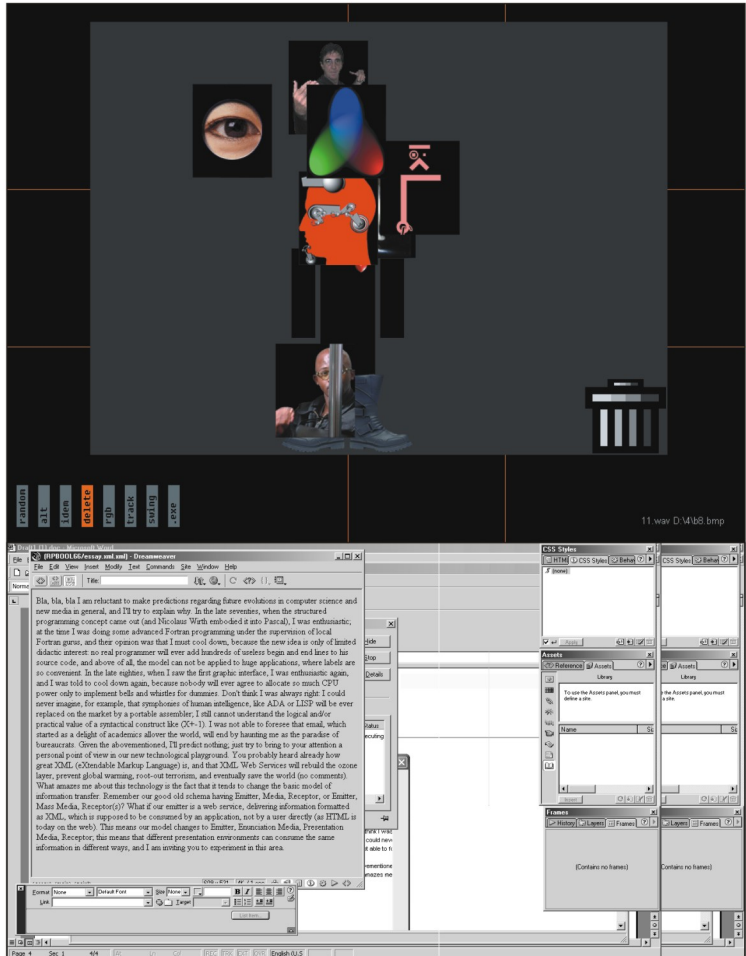 random
alt
idem
delete
rgb
track
swing
.exe
11.wav D:\4\b8.bmp
(RPBOOL66/essay.xml.xml) - Dreamweaver
File Edit View Insert Modify Text Commands Site Window Help
Title:
Bla, bla, bla I am reluctant to make predictions regarding future evolutions in computer science and
new media in general, and I'll try to explain why. In the late seventies, when the structured
programming concept came out (and Nicolaus Wirth embodied it into Pascal), I was enthusiastic;
at the time I was doing some advanced Fortran programming under the supervision of local
Fortran gurus, and their opinion was that I must cool down, because the new idea is only of limited
didactic interest: no real programmer will ever add hundreds of useless begin and end lines to his
source code, and above all, the model can not be applied to huge applications, where labels are
so convenient. In the late eighties, when I saw the first graphic interface, I was enthusiastic again,
and I was told to cool down again, because nobody will ever agree to allocate so much CPU
power only to implement bells and whistles for dummies. Don't think I was always right: I could
never imagine, for example, that symphonies of human intelligence, like ADA or LISP will be ever
replaced on the market by a portable assembler; I still cannot understand the logical and/or
practical value of a syntactical construct like (X+-1). I was not able to foresee that email, which
started as a delight of academics allover the world, will end by haunting me as the paradise of
bureaucrats. Given the abovementioned, I'll predict nothing; just try to bring to your attention a
personal point of view in our new technological playground. You probably heard already how
great XML (eXtendable Markup Language) is, and that XML Web Services will rebuild the ozone
layer, prevent global warming, root-out terrorism, and eventually save the world (no comments).
What amazes me about this technology is the fact that it tends to change the basic model of
information transfer. Remember our good old schema having Emitter, Media, Receptor, or Emitter,
Mass Media, Receptor(s)? What if our emitter is a web service, delivering information formatted
as XML, which is supposed to be consumed by an application, not by a user directly (as HTML is
today on the web). This means our model changes to Emitter, Enunciation Media, Presentation
Media, Receptor; this means that different presentation environments can consume the same
information in different ways, and I am inviting you to experiment in this area.
Format None Default Font Size None B I
Link Target
List Item...
Stop
Details
CSS Styles
HTML CSS Styles Behav
(none)
Apply
Assets
Reference Assets
Library
To use the Assets panel, you must
define a site.
Name
Insert
Frames
History Layers Frames
(Contains no frames)
CSS Styles Behav
Assets
Library
Contains no frames)
Page 4 Sec 1 4/4 At Ln Col REC TRK EXT OVR English (U.S